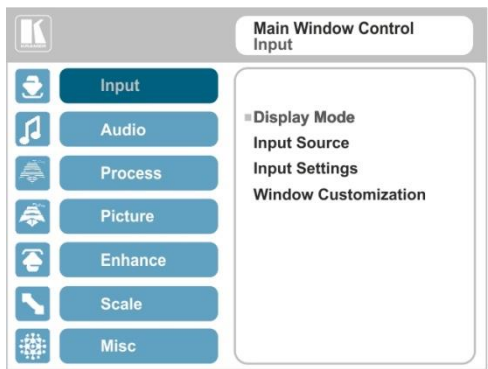 Main Window Control
Input
Input
Audio
Process
Picture
Enhance
Scale
Misc
Display Mode
Input Source
Input Settings
Window Customization